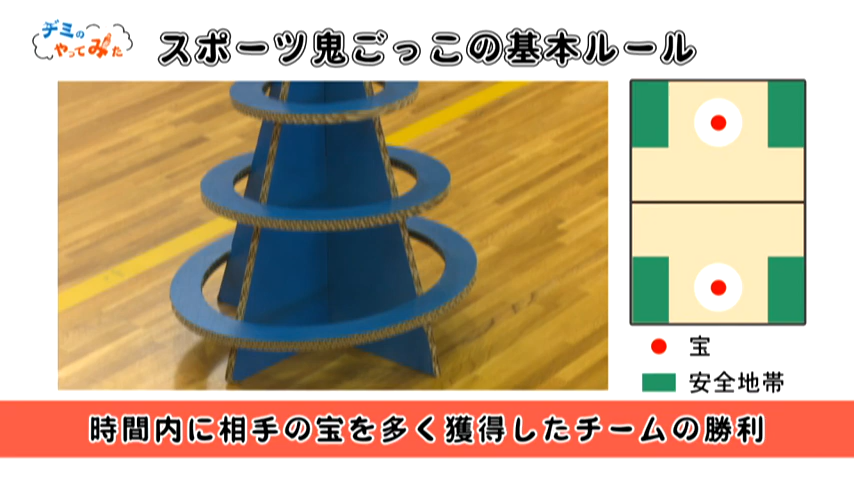 ヂミの
やってみた
スポーツ鬼ごっこの基本ルール
宝
安全地帯
時間内に相手の宝を多く獲得したチームの勝利